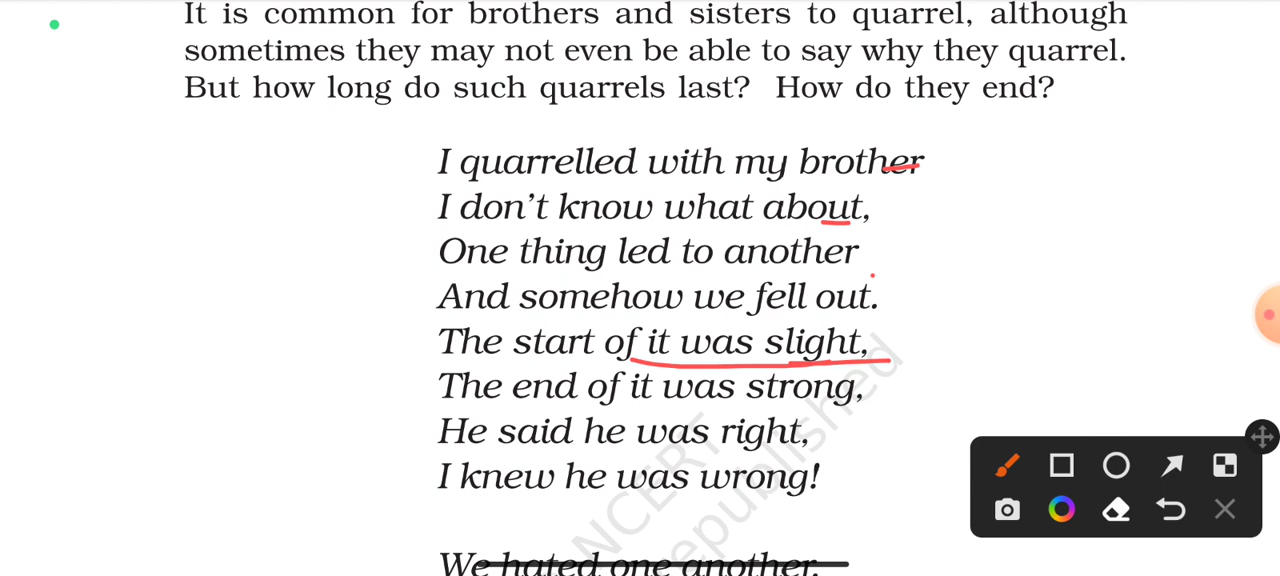 It is common for brothers and sisters to quarrel, although
sometimes they may not even be able to say why they quarrel.
But how long do such quarrels last? How do they end?
I quarrelled with my brother
I don't know what about,
One thing led to another
And somehow we fell out.
The start of it was slight,
The end of it was strong,
He said he was right,
I knew he was wrong!
We hated one another.
NCERT
republished